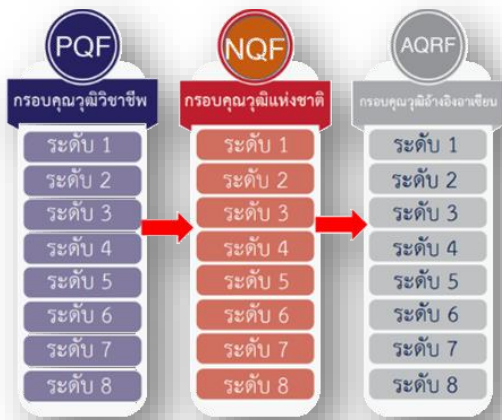 PQF
กรอบคุณวุฒิวิชาชีพ
ระดับ 1
ระดับ 2
ระดับ 3
ระดับ 4
ระดับ 5
ระดับ 6
ระดับ 7
ระดับ 8
NQF
กรอบคุณวุฒิแห่งชาติ
ระดับ 1
ระดับ 2
ระดับ 3
ระดับ 4
ระดับ 5
ระดับ 6
ระดับ 7
ระดับ 8
AQRF
กรอบคุณวุฒิอ้างอิงอาเซียน
ระดับ 1
ระดับ 2
ระดับ 3
ระดับ 4
ระดับ 5
ระดับ 6
ระดับ 7
ระดับ 8